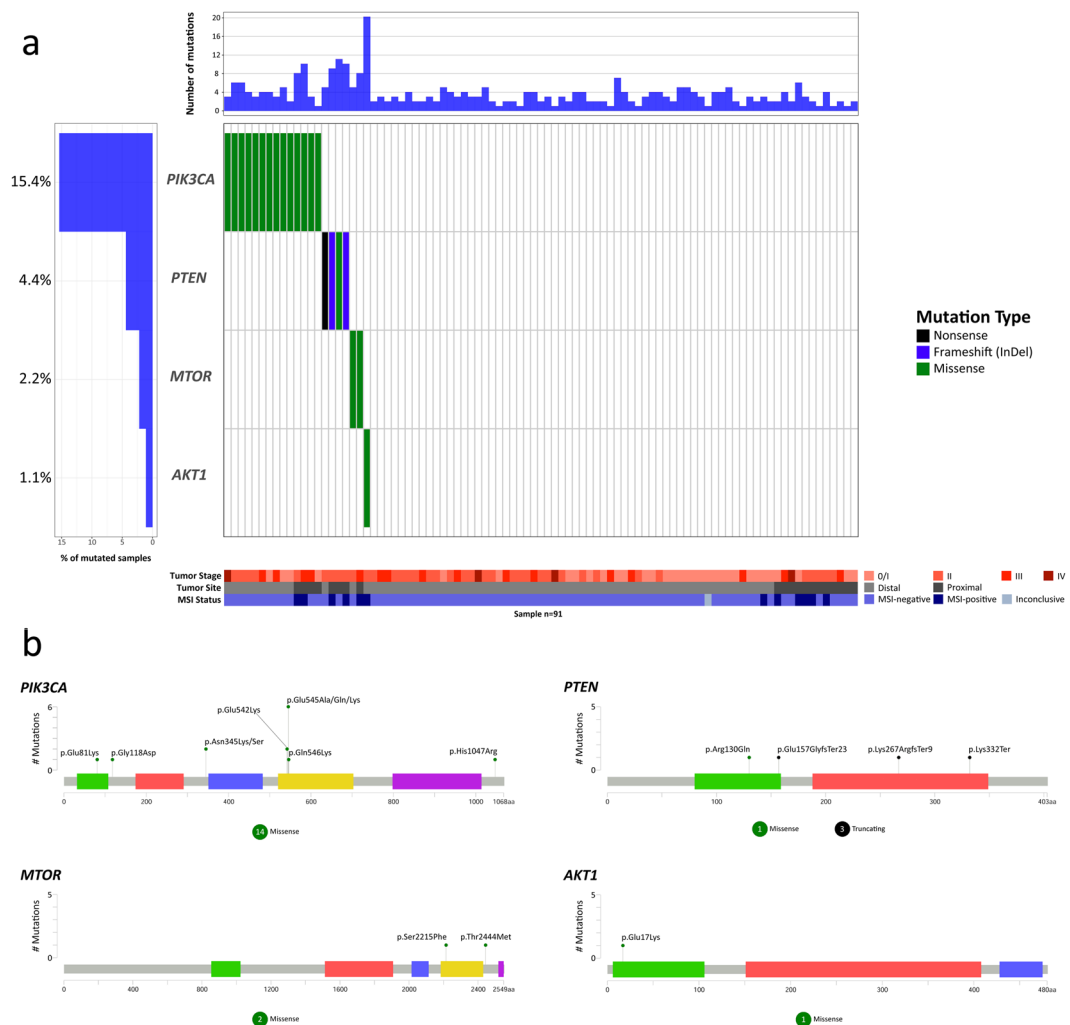 a
Number of mutations
20
16
12
8
4
0
15.4%
PIK3CA
4.4%
PTEN
2.2%
MTOR
1.1%
AKT1
15 10 5 0
% of mutated samples
Mutation Type
Nonsense
Frameshift (InDel)
Missense
Tumor Stage
0/I II III IV
Tumor Site
Distal Proximal
MSI Status
MSI-negative MSI-positive Inconclusive
Sample n=91
b
PIK3CA
# Mutations
6
0
p.Glu81Lys
p.Gly118Asp
p.Asn345Lys/Ser
p.Glu542Lys
p.Glu545Ala/Gln/Lys
p.Gln546Lys
p.His1047Arg
0 200 400 600 800 1000 1068aa
14 Missense
PTEN
# Mutations
5
0
p.Arg130Gln
p.Glu157GlyfsTer23
p.Lys267ArgfsTer9
p.Lys332Ter
0 100 200 300 403aa
1 Missense 3 Truncating
MTOR
# Mutations
5
0
p.Ser2215Phe
p.Thr2444Met
0 400 800 1200 1600 2000 2400 2549aa
2 Missense
AKT1
# Mutations
5
0
p.Glu17Lys
0 100 200 300 400 480aa
1 Missense